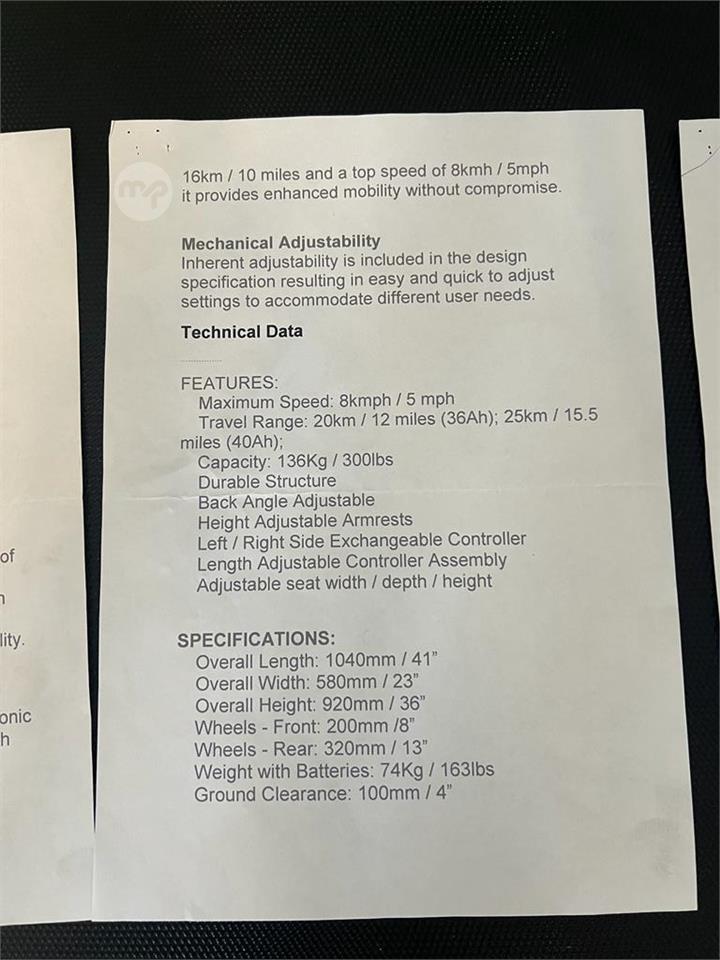 mp
16km / 10 miles and a top speed of 8kmh / 5mph
it provides enhanced mobility without compromise.
Mechanical Adjustability
Inherent adjustability is included in the design
specification resulting in easy and quick to adjust
settings to accommodate different user needs.
Technical Data
FEATURES:
Maximum Speed: 8kmph / 5 mph
Travel Range: 20km / 12 miles (36Ah); 25km / 15.5
miles (40Ah);
Capacity: 136Kg / 300lbs
Durable Structure
Back Angle Adjustable
Height Adjustable Armrests
Left / Right Side Exchangeable Controller
Length Adjustable Controller Assembly
Adjustable seat width / depth / height
SPECIFICATIONS:
Overall Length: 1040mm / 41”
Overall Width: 580mm / 23”
Overall Height: 920mm / 36”
Wheels - Front: 200mm /8”
Wheels - Rear: 320mm / 13”
Weight with Batteries: 74Kg / 163lbs
Ground Clearance: 100mm / 4”
of
lity.
onic
h